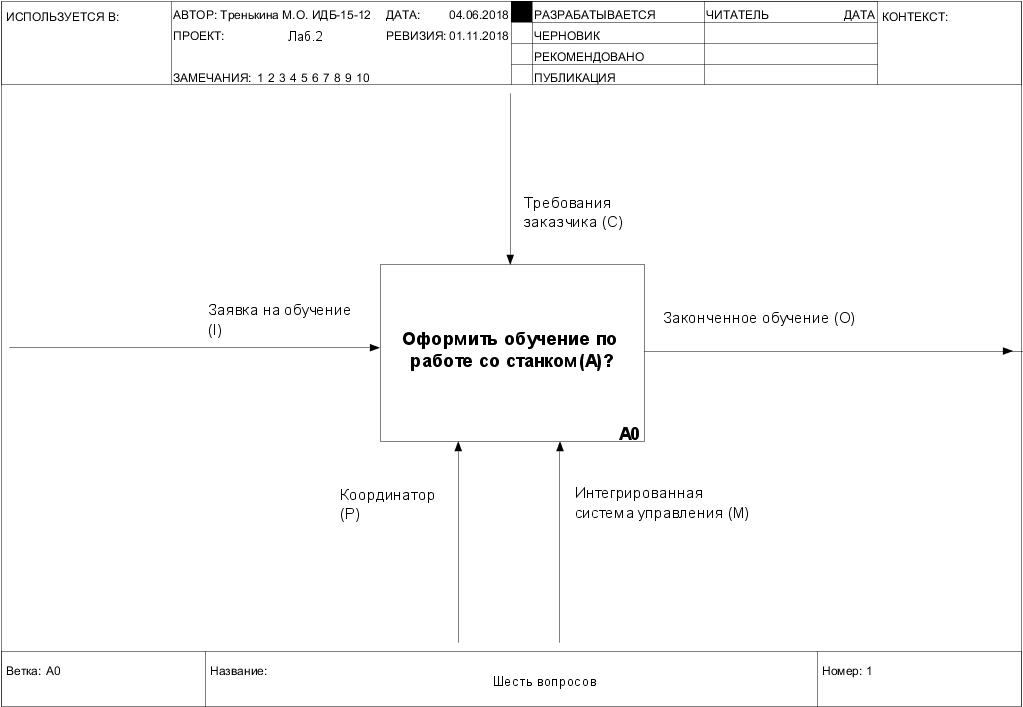 ИСПОЛЬЗУЕТСЯ В:
АВТОР: Тренькина М.О. ИДБ-15-12
ДАТА: 04.06.2018
РАЗРАБАТЫВАЕТСЯ
ЧИТАТЕЛЬ
ДАТА
КОНТЕКСТ:
ПРОЕКТ: Лаб.2
РЕВИЗИЯ: 01.11.2018
ЧЕРНОВИК
РЕКОМЕНДОВАНО
ЗАМЕЧАНИЯ: 1 2 3 4 5 6 7 8 9 10
ПУБЛИКАЦИЯ
Требования
заказчика (C)
Заявка на обучение
(I)
Законченное обучение (O)
Оформить обучение по
работе со станком(А)?
A0
Координатор
(P)
Интегрированная
система управления (M)
Ветка: A0
Название:
Шесть вопросов
Номер: 1